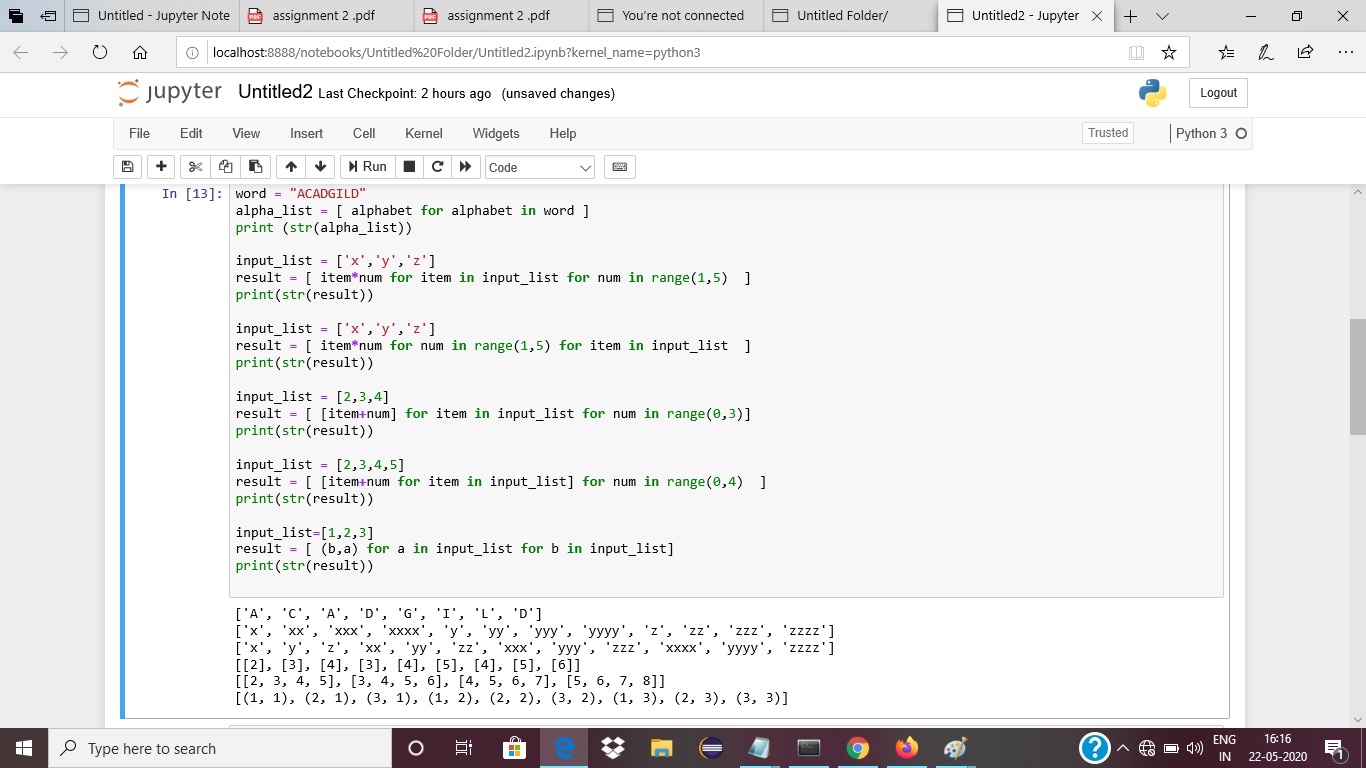 Untitled - Jupyter Note
assignment 2 .pdf
assignment 2 .pdf
You're not connected
Untitled Folder/
Untitled2 - Jupyter
localhost:8888/notebooks/Untitled%20Folder/Untitled2.ipynb?kernel_name=python3
jupyter Untitled2 Last Checkpoint: 2 hours ago (unsaved changes)
Logout
File Edit View Insert Cell Kernel Widgets Help
Trusted
Python 3
Run
Code
In [13]:
word = "ACADGILD"
alpha_list = [ alphabet for alphabet in word ]
print (str(alpha_list))
input_list = ['x','y','z']
result = [ item*num for item in input_list for num in range(1,5)  ]
print(str(result))
input_list = ['x','y','z']
result = [ item*num for num in range(1,5) for item in input_list  ]
print(str(result))
input_list = [2,3,4]
result = [ [item+num] for item in input_list for num in range(0,3)]
print(str(result))
input_list = [2,3,4,5]
result = [ [item+num for item in input_list] for num in range(0,4)  ]
print(str(result))
input_list=[1,2,3]
result = [ (b,a) for a in input_list for b in input_list]
print(str(result))
['A', 'C', 'A', 'D', 'G', 'I', 'L', 'D']
['x', 'xx', 'xxx', 'xxxx', 'y', 'yy', 'yyy', 'yyyy', 'z', 'zz', 'zzz', 'zzzz']
['x', 'y', 'z', 'xx', 'yy', 'zz', 'xxx', 'yyy', 'zzz', 'xxxx', 'yyyy', 'zzzz']
[[2], [3], [4], [3], [4], [5], [4], [5], [6]]
[[2, 3, 4, 5], [3, 4, 5, 6], [4, 5, 6, 7], [5, 6, 7, 8]]
[(1, 1), (2, 1), (3, 1), (1, 2), (2, 2), (3, 2), (1, 3), (2, 3), (3, 3)]
Type here to search
ENG
IN
16:16
22-05-2020
1